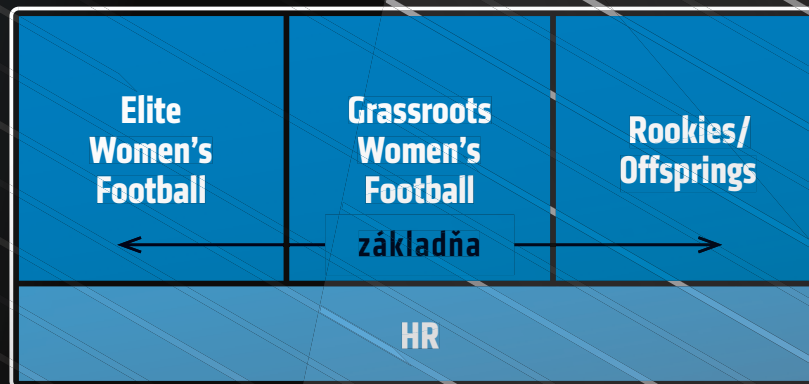 Elite
Women's
Football
Grassroots
Women's
Football
Rookies/
Offsprings
základňa
HR